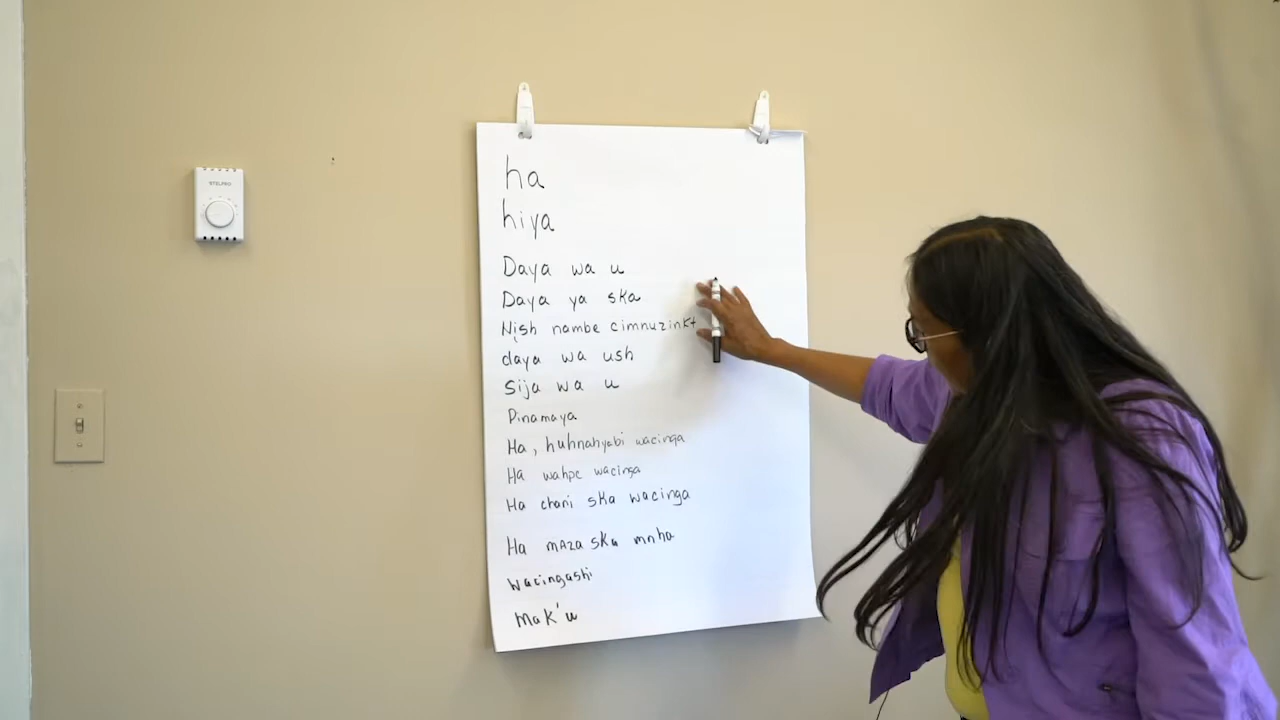 STELPRO
ha
hiya
Daya wa u
Daya ya ska
Nish nambe cimnuzinkt
daya wa ush
Sija wa u
Pinamaya
Ha, huhnahyabi wacinga
Ha wahpe wacinga
Ha chani ska wacinga
Ha mAza ska mnha
wacingashi
mak'u